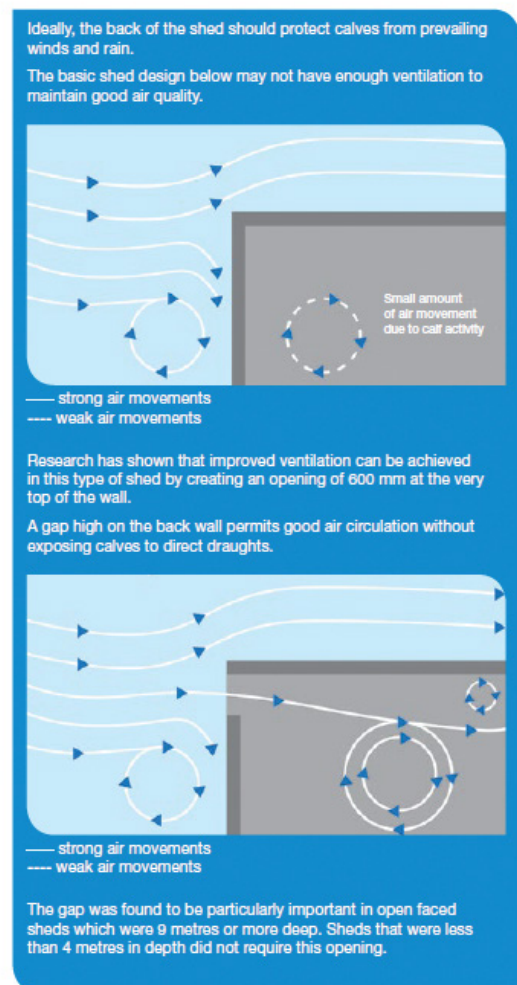 Ideally, the back of the shed should protect calves from prevailing
winds and rain.
The basic shed design below may not have enough ventilation to
maintain good air quality.
Small amount
of air movement
due to calf activity
—— strong air movements
---- weak air movements
Research has shown that improved ventilation can be achieved
in this type of shed by creating an opening of 600 mm at the very
top of the wall.
A gap high on the back wall permits good air circulation without
exposing calves to direct draughts.
—— strong air movements
---- weak air movements
The gap was found to be particularly important in open faced
sheds which were 9 metres or more deep. Sheds that were less
than 4 metres in depth did not require this opening.